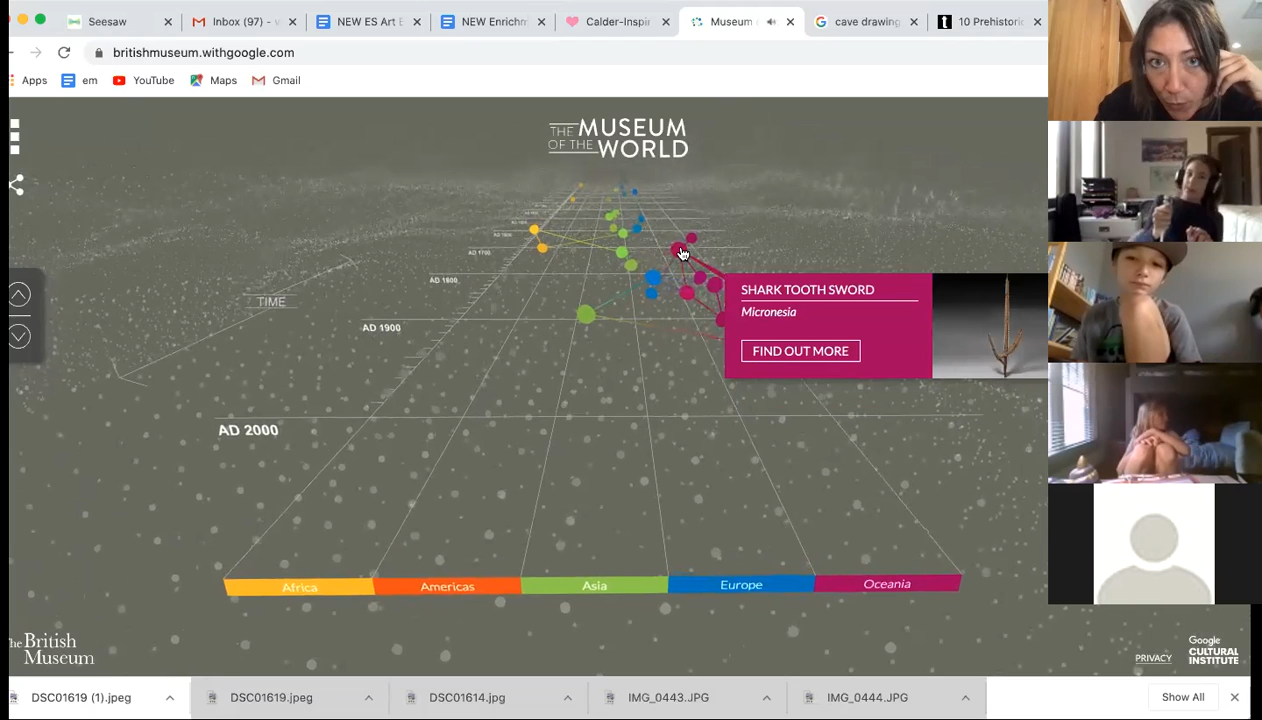 Seesaw
Inbox (97) - v
NEW ES Art E
NEW Enrichm
Calder-Inspir
Museum o
cave drawing
10 Prehistoric
britishmuseum.withgoogle.com
Apps
em
YouTube
Maps
Gmail
THE MUSEUM
OF THE WORLD
AD 1700
AD 1800
TIME
AD 1900
SHARK TOOTH SWORD
Micronesia
FIND OUT MORE
AD 2000
Africa
Americas
Asia
Europe
Oceania
The British
Museum
PRIVACY
Google
CULTURAL
INSTITUTE
DSC01619 (1).jpeg
DSC01619.jpeg
DSC01614.jpg
IMG_0443.JPG
IMG_0444.JPG
Show All